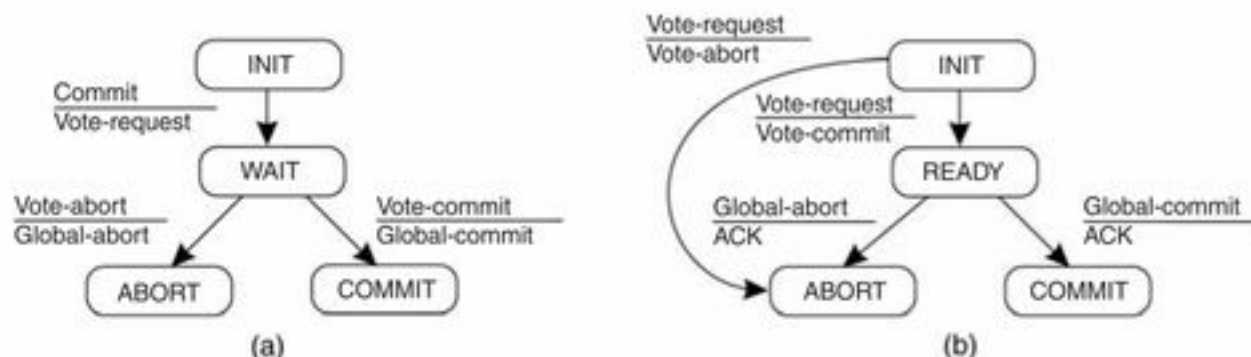 INIT
Commit
Vote-request
WAIT
Vote-abort
Global-abort
Vote-commit
Global-commit
ABORT
COMMIT
(a)
Vote-request
Vote-abort
INIT
Vote-request
Vote-commit
READY
Global-abort
ACK
Global-commit
ACK
ABORT
COMMIT
(b)